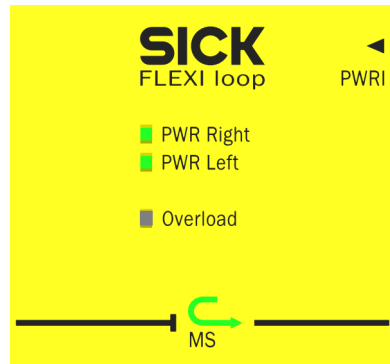 SICK
FLEXI loop
PWRI
PWR Right
PWR Left
Overload
MS